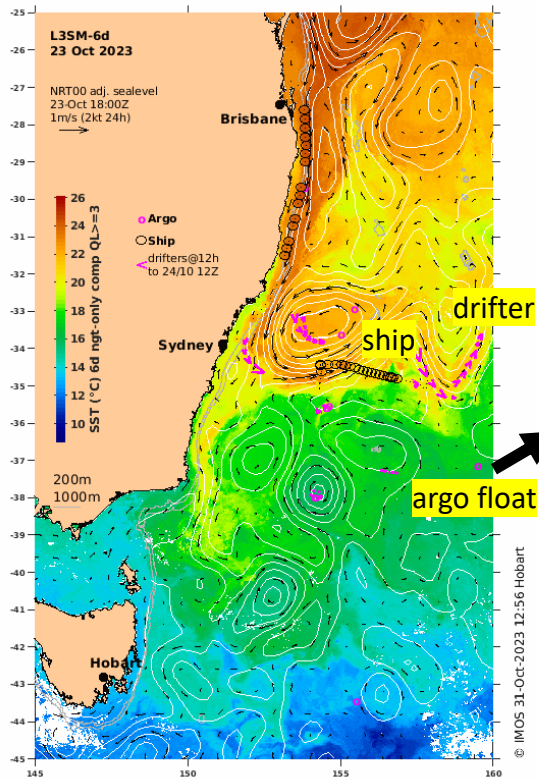 L3SM-6d
23 Oct 2023
NRT00 adj. sealevel
23-Oct 18:00Z
1m/s (2kt 24h)
Brisbane
Argo
Ship
drifters@12h
to 24/10 12Z
SST (°C) 6d ngt-only comp QL>=3
26
24
22
20
18
16
14
12
10
Sydney
drifter
ship
argo float
200m
1000m
Hobart
-25
-26
-27
-28
-29
-30
-31
-32
-33
-34
-35
-36
-37
-38
-39
-40
-41
-42
-43
-44
-45
145
150
155
160
© IMOS 31-Oct-2023 12:56 Hobart